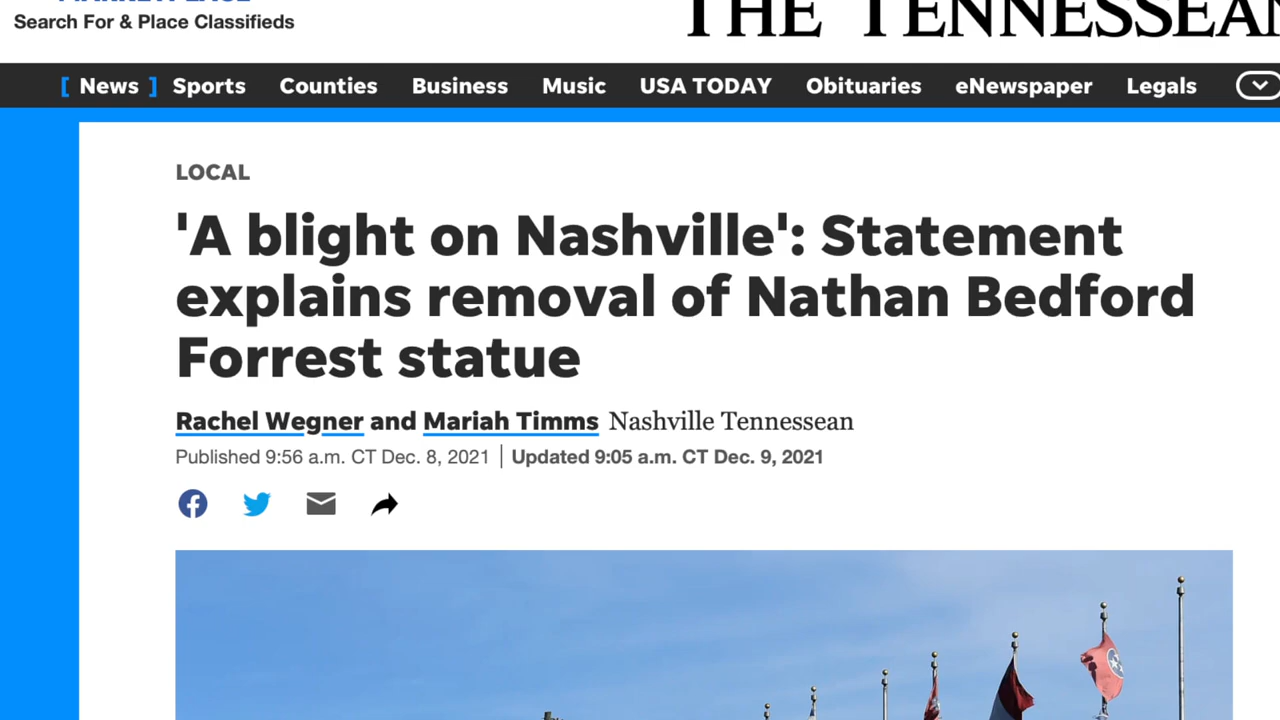 Search For & Place Classifieds
THE TENNESSEAN
[ News ] Sports Counties Business Music USA TODAY Obituaries eNewspaper Legals
LOCAL
'A blight on Nashville': Statement
explains removal of Nathan Bedford
Forrest statue
Rachel Wegner and Mariah Timms Nashville Tennessean
Published 9:56 a.m. CT Dec. 8, 2021 | Updated 9:05 a.m. CT Dec. 9, 2021